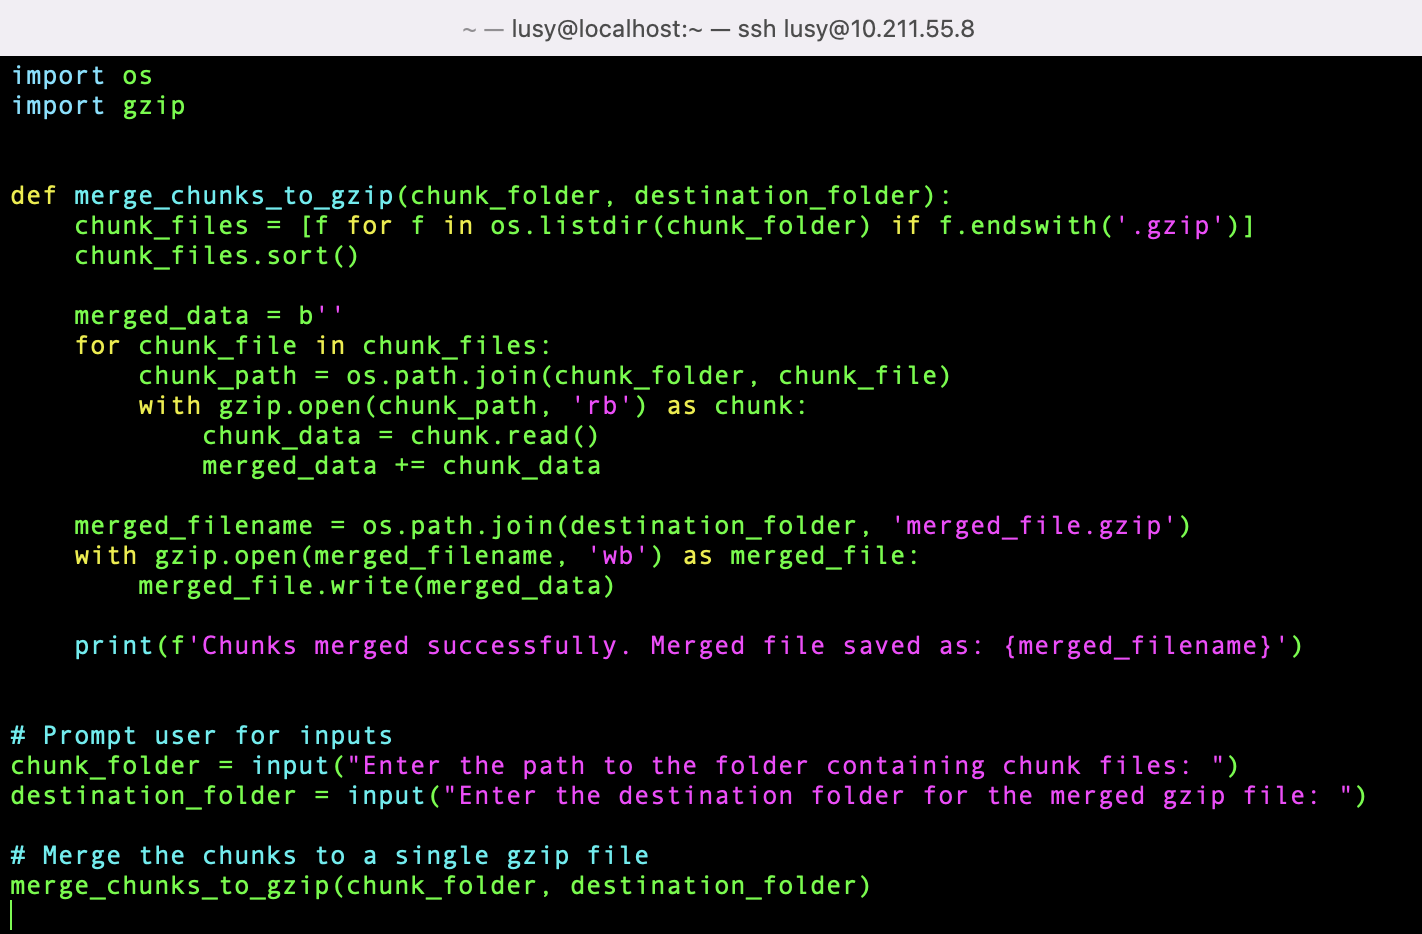 ~ — lusy@localhost:~ — ssh lusy@10.211.55.8
import os
import gzip
def merge_chunks_to_gzip(chunk_folder, destination_folder):
    chunk_files = [f for f in os.listdir(chunk_folder) if f.endswith('.gzip')]
    chunk_files.sort()
    merged_data = b''
    for chunk_file in chunk_files:
        chunk_path = os.path.join(chunk_folder, chunk_file)
        with gzip.open(chunk_path, 'rb') as chunk:
            chunk_data = chunk.read()
            merged_data += chunk_data
    merged_filename = os.path.join(destination_folder, 'merged_file.gzip')
    with gzip.open(merged_filename, 'wb') as merged_file:
        merged_file.write(merged_data)
    print(f'Chunks merged successfully. Merged file saved as: {merged_filename}')
# Prompt user for inputs
chunk_folder = input("Enter the path to the folder containing chunk files: ")
destination_folder = input("Enter the destination folder for the merged gzip file: ")
# Merge the chunks to a single gzip file
merge_chunks_to_gzip(chunk_folder, destination_folder)